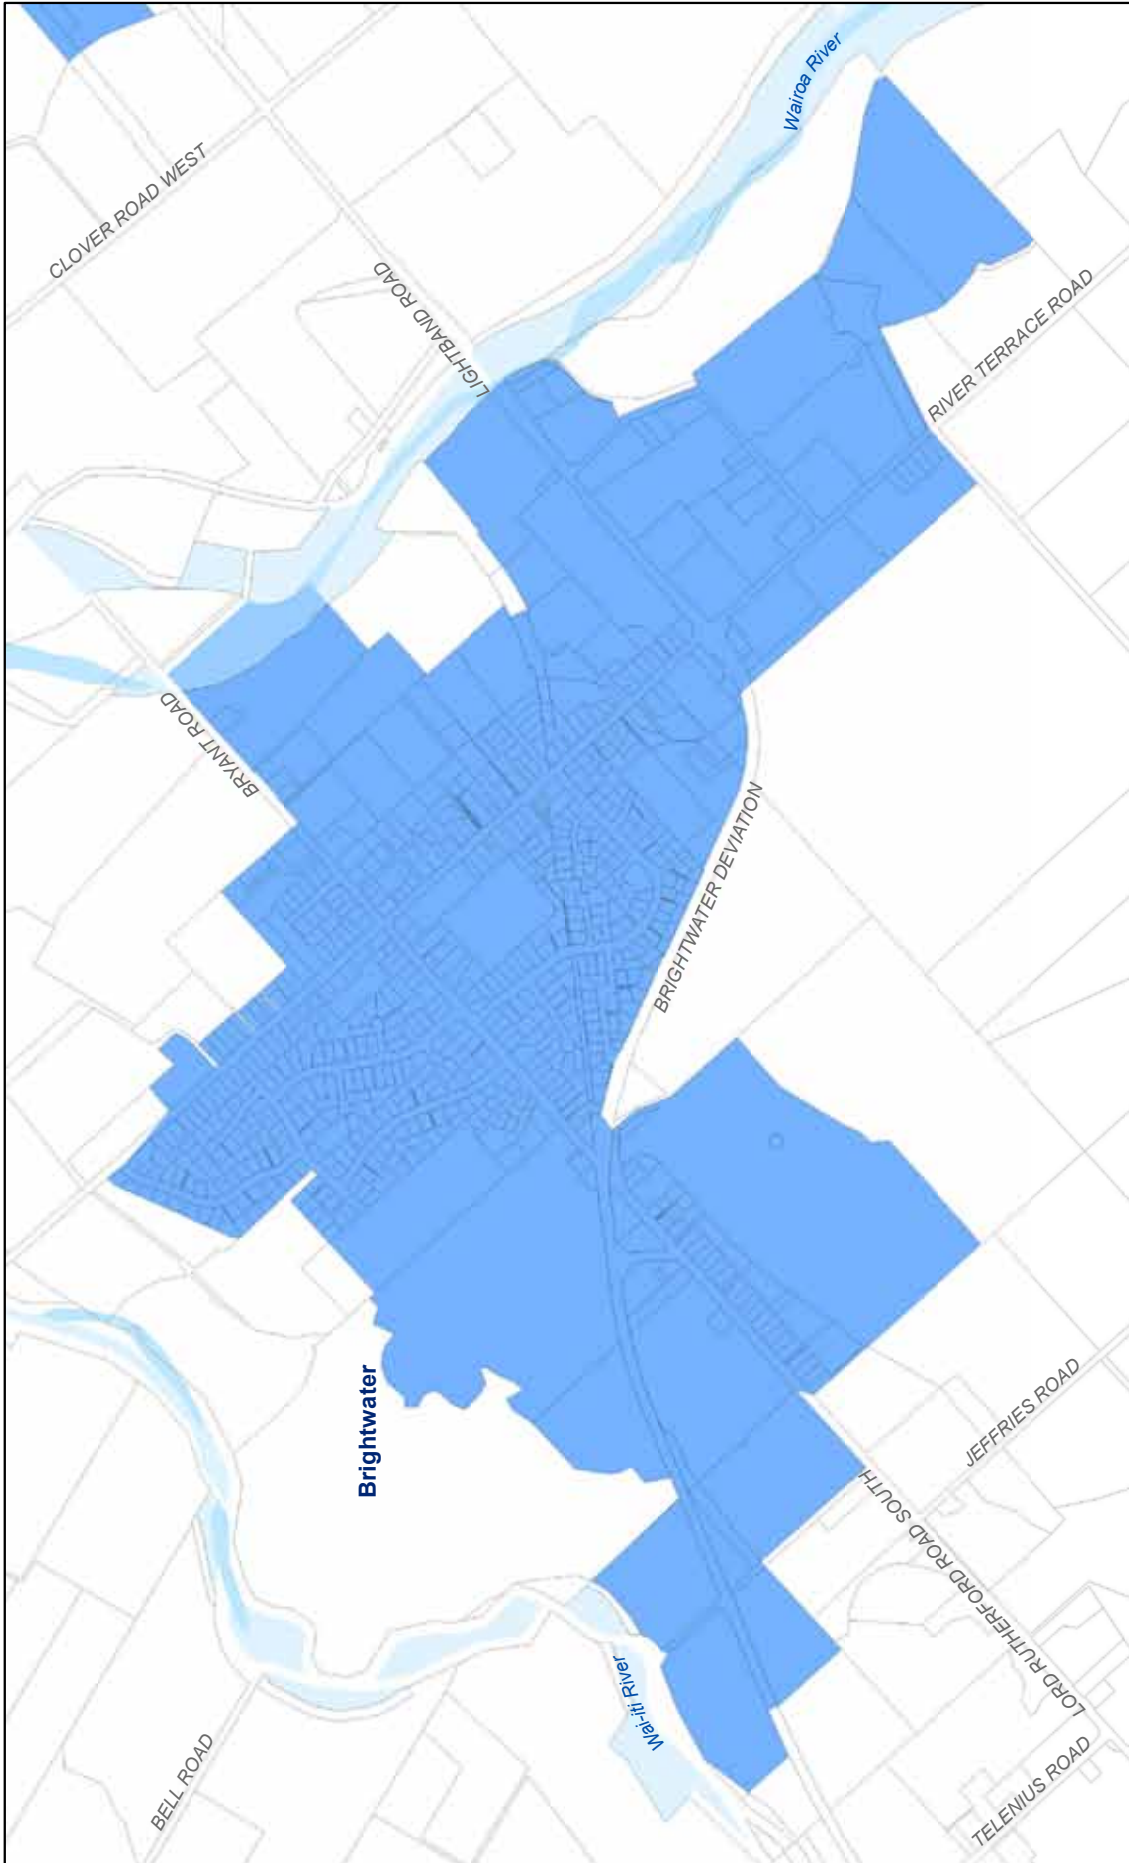 Wairoa River
CLOVER ROAD WEST
LIGHTBAND ROAD
RIVER TERRACE ROAD
BRYANT ROAD
BRIGHTWATER DEVIATION
Brightwater
JEFFRIES ROAD
LORD RUTHERFORD ROAD SOUTH
Wai-iti River
BELL ROAD
TELENIUS ROAD